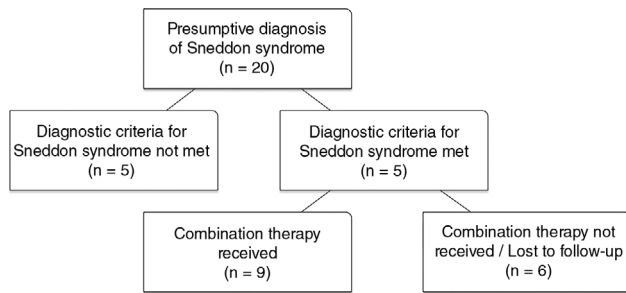 Presumptive diagnosis
of Sneddon syndrome
(n = 20)
Diagnostic criteria for
Sneddon syndrome not met
(n = 5)
Diagnostic criteria for
Sneddon syndrome met
(n = 5)
Combination therapy
received
(n = 9)
Combination therapy not
received / Lost to follow-up
(n = 6)